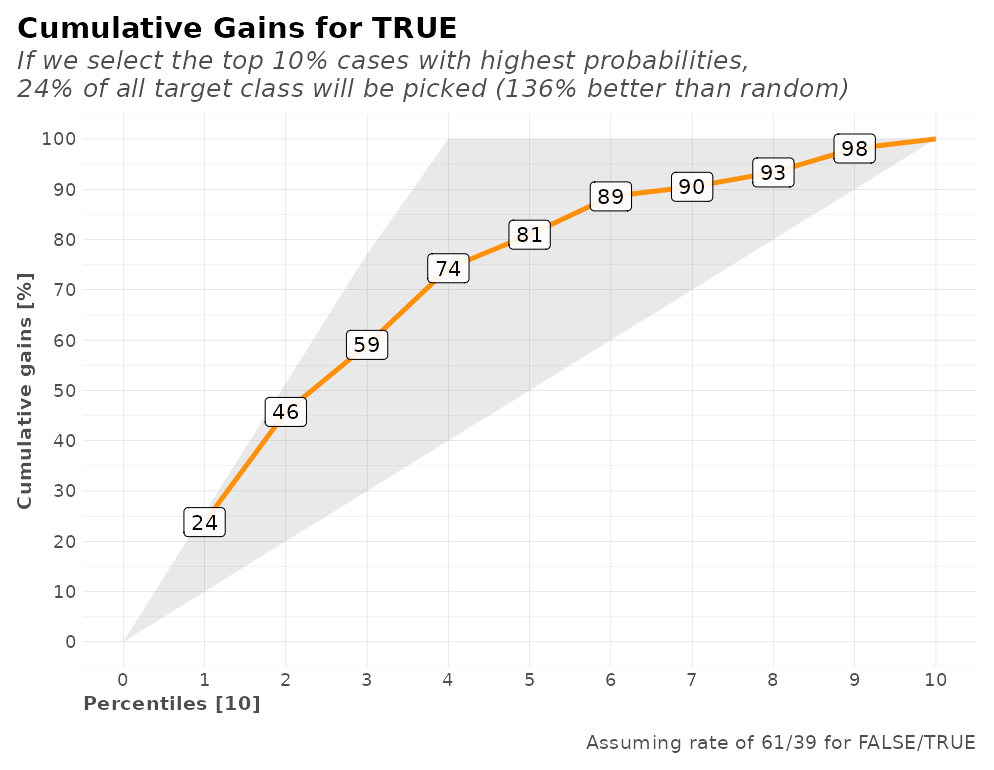 Cumulative Gains for TRUE
If we select the top 10% cases with highest probabilities,
24% of all target class will be picked (136% better than random)
Cumulative gains [%]
100
90
80
70
60
50
40
30
20
10
0
24
46
59
74
81
89
90
93
98
0 1 2 3 4 5 6 7 8 9 10
Percentiles [10]
Assuming rate of 61/39 for FALSE/TRUE